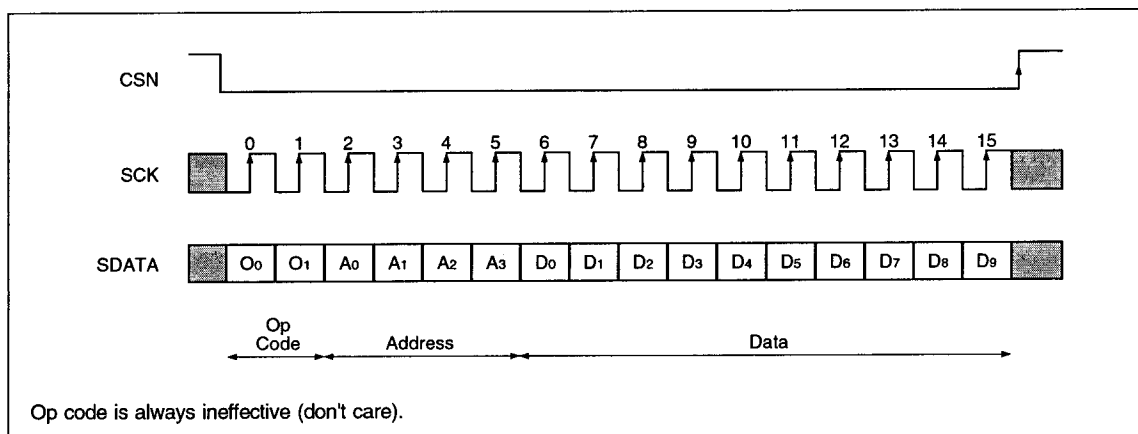 CSN
0 1 2 3 4 5 6 7 8 9 10 11 12 13 14 15
SCK
SDATA O0 O1 A0 A1 A2 A3 D0 D1 D2 D3 D4 D5 D6 D7 D8 D9
Op
Code Address Data
Op code is always ineffective (don't care).